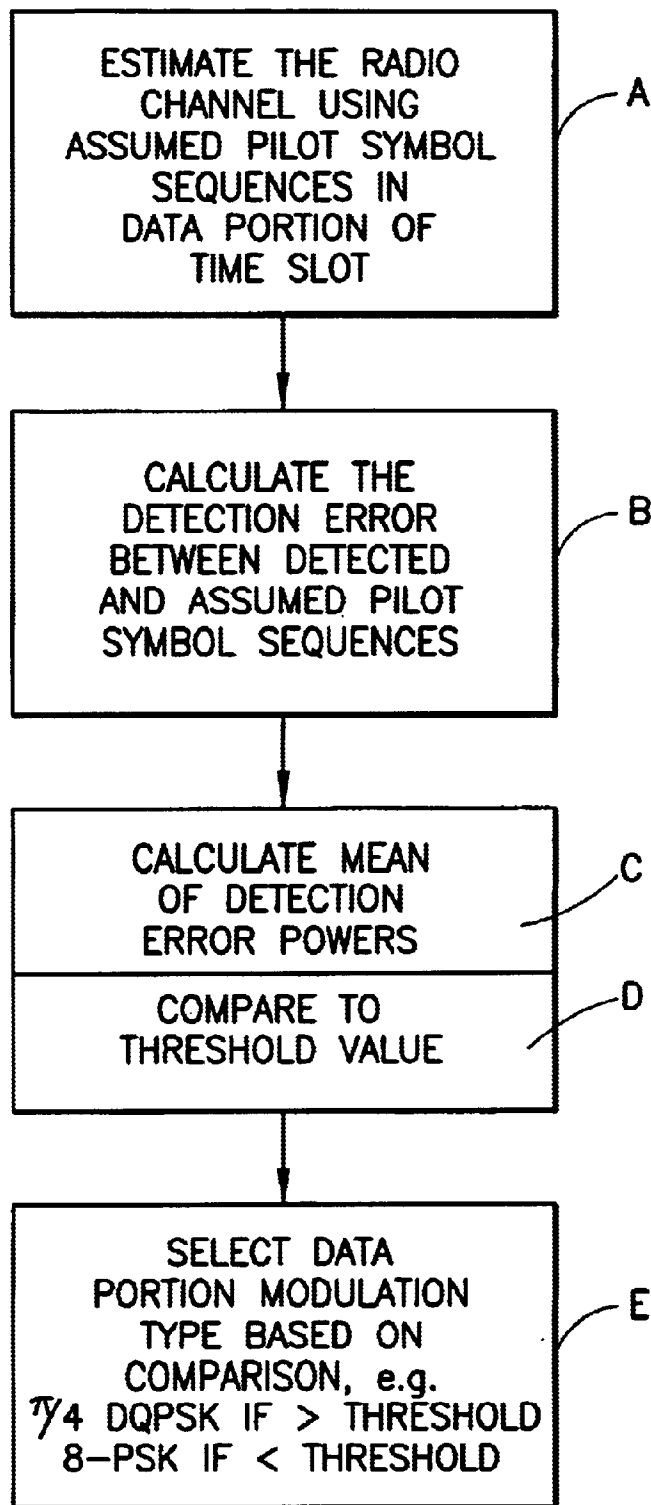 ESTIMATE THE RADIO
CHANNEL USING
ASSUMED PILOT SYMBOL
SEQUENCES IN
DATA PORTION OF
TIME SLOT
A
CALCULATE THE
DETECTION ERROR
BETWEEN DETECTED
AND ASSUMED PILOT
SYMBOL SEQUENCES
B
CALCULATE MEAN
OF DETECTION
ERROR POWERS
C
COMPARE TO
THRESHOLD VALUE
D
SELECT DATA
PORTION MODULATION
TYPE BASED ON
COMPARISON, e.g.
π/4 DQPSK IF > THRESHOLD
8-PSK IF < THRESHOLD
E